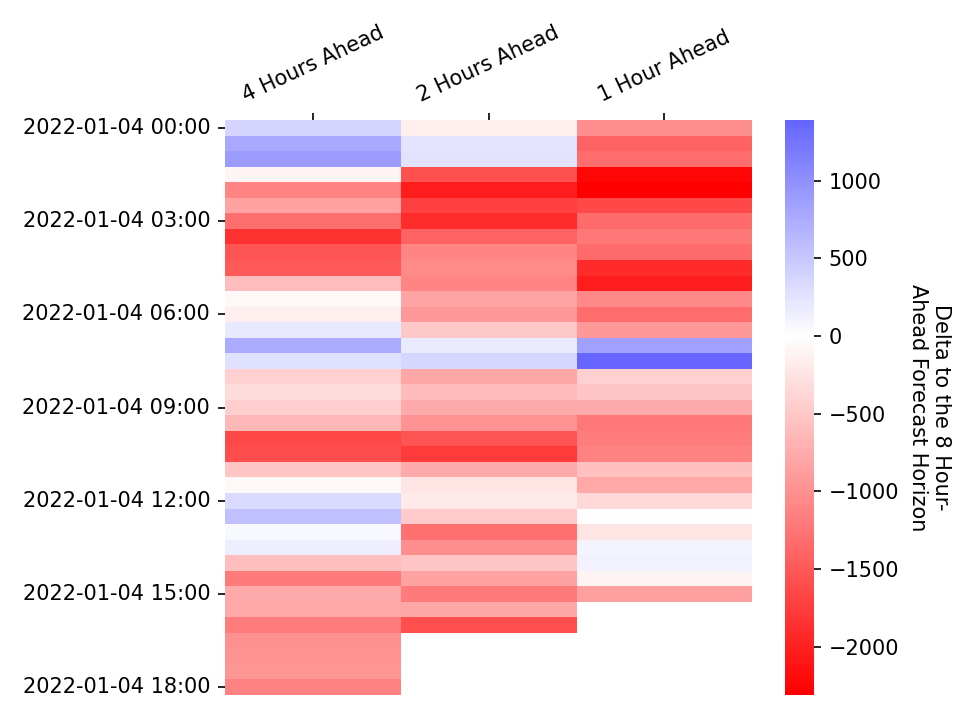 4 Hours Ahead
2 Hours Ahead
1 Hour Ahead
2022-01-04 00:00
2022-01-04 03:00
2022-01-04 06:00
2022-01-04 09:00
2022-01-04 12:00
2022-01-04 15:00
2022-01-04 18:00
1000
500
0
−500
−1000
−1500
−2000
Delta to the 8 Hour-
Ahead Forecast Horizon